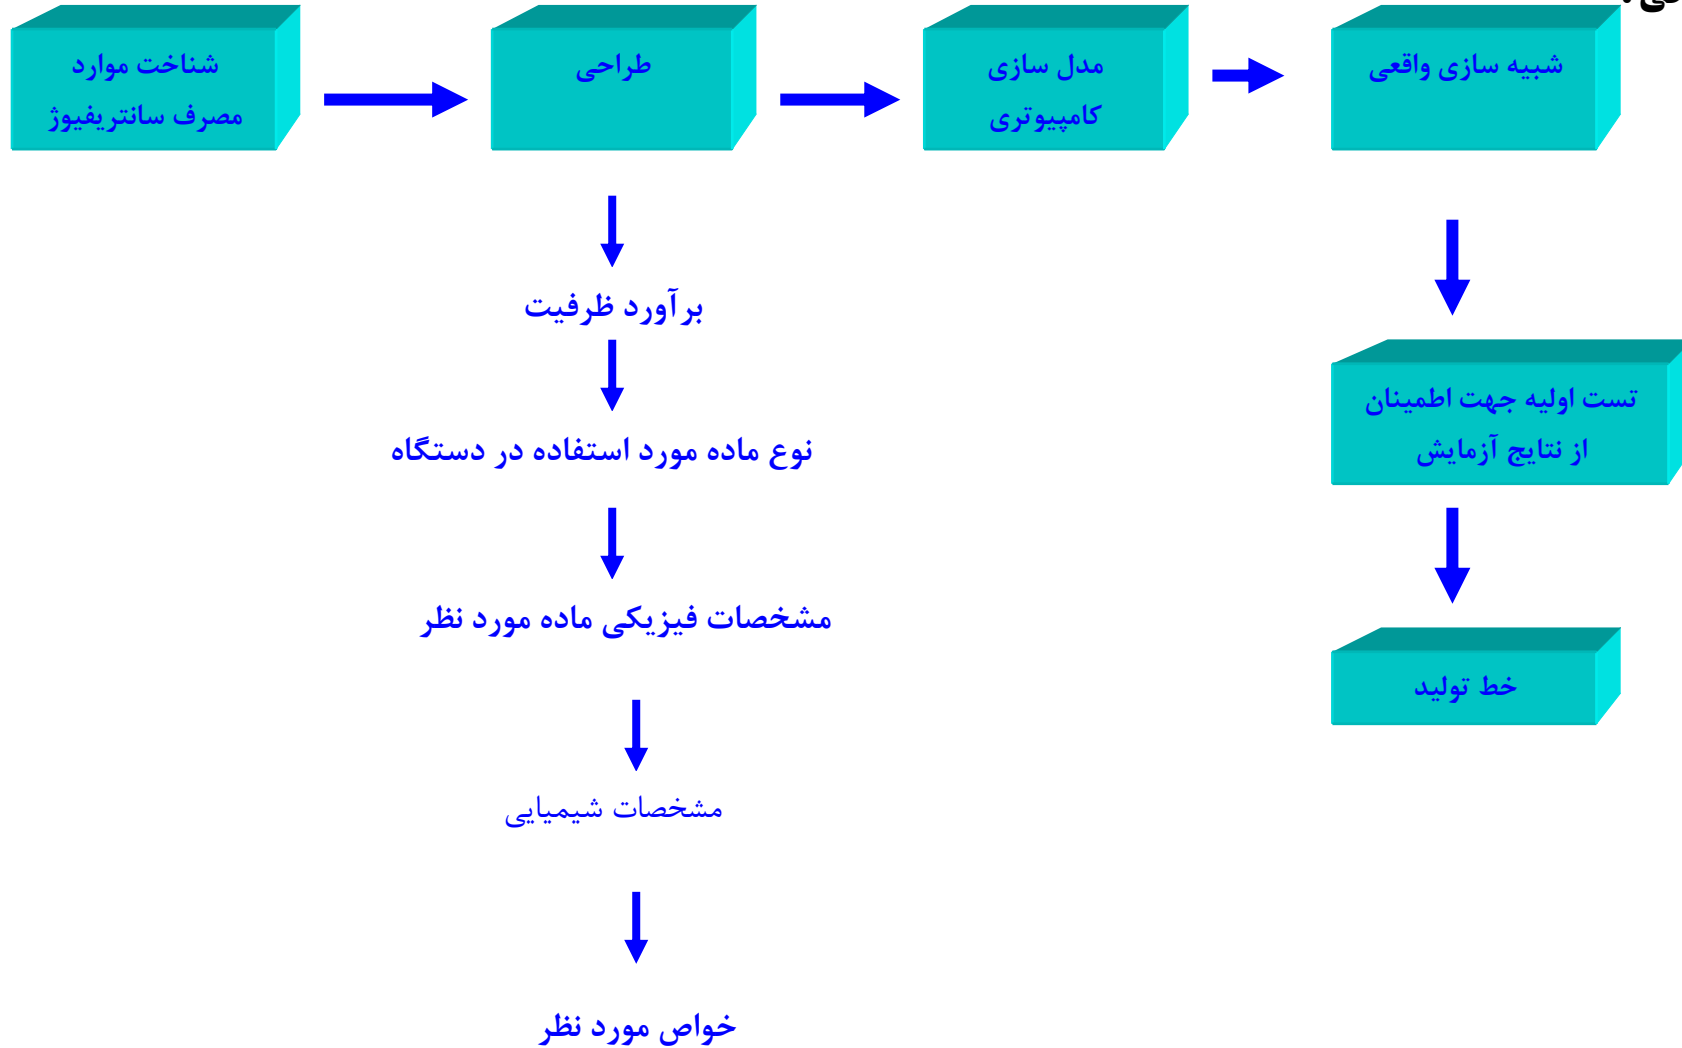 شناخت موارد
مصرف سانتریفیوژ
طراحی
مدل سازی
کامپیوتری
شبیه سازی واقعی
برآورد ظرفیت
نوع ماده مورد استفاده در دستگاه
مشخصات فیزیکی ماده مورد نظر
مشخصات شیمیایی
خواص مورد نظر
تست اولیه جهت اطمینان
از نتایج آزمایش
خط تولید